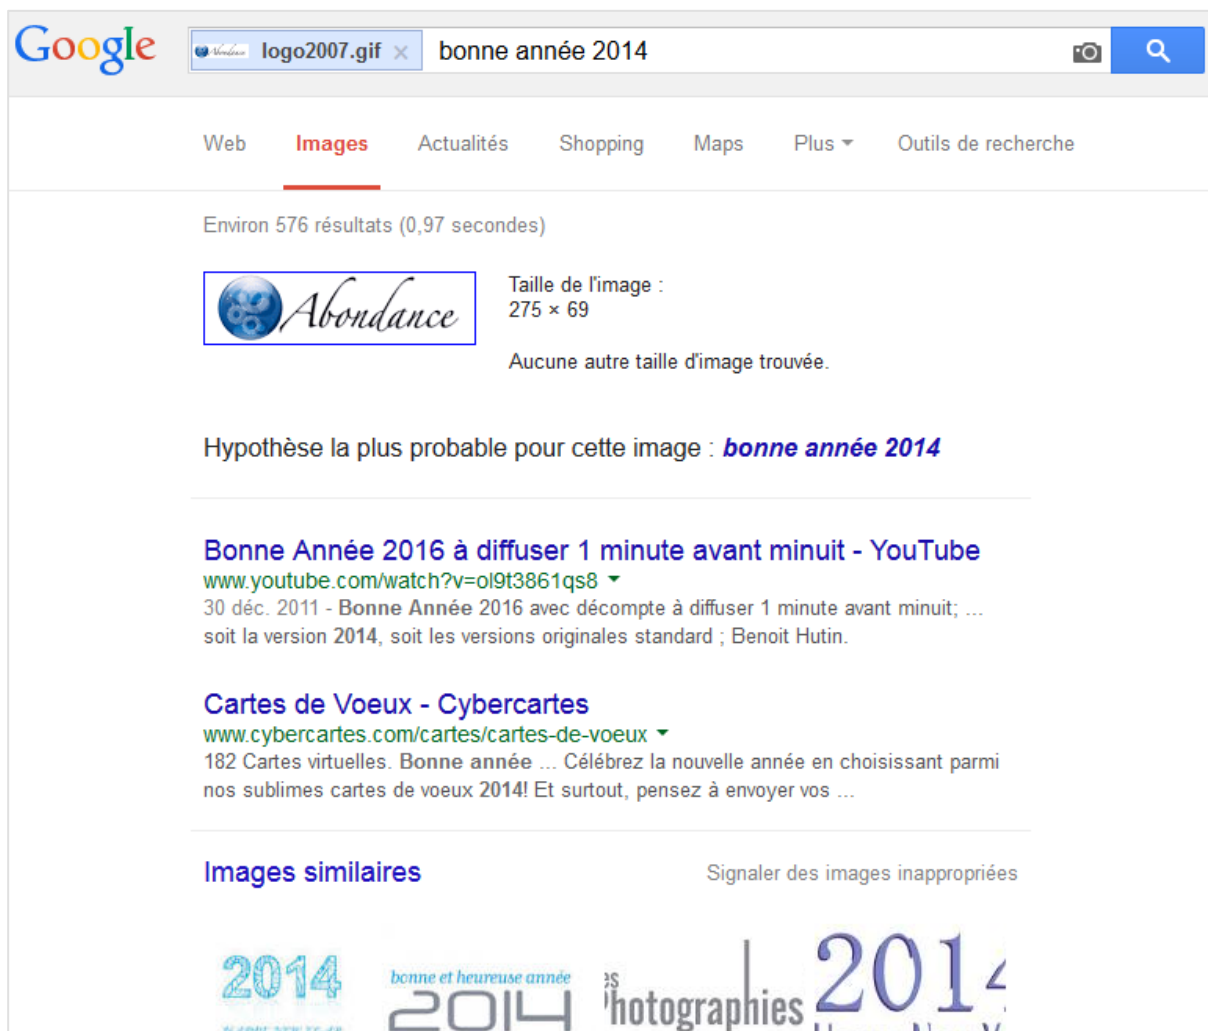 Google Abondance logo2007.gif × bonne année 2014
Web Images Actualités Shopping Maps Plus Outils de recherche
Environ 576 résultats (0,97 secondes)
Abondance
Taille de l'image :
275 × 69
Aucune autre taille d'image trouvée.
Hypothèse la plus probable pour cette image : bonne année 2014
Bonne Année 2016 à diffuser 1 minute avant minuit - YouTube
www.youtube.com/watch?v=ol9t3861qs8
30 déc. 2011 - Bonne Année 2016 avec décompte à diffuser 1 minute avant minuit; ...
soit la version 2014, soit les versions originales standard ; Benoit Hutin.
Cartes de Voeux - Cybercartes
www.cybercartes.com/cartes/cartes-de-voeux
182 Cartes virtuelles. Bonne année ... Célébrez la nouvelle année en choisissant parmi
nos sublimes cartes de voeux 2014! Et surtout, pensez à envoyer vos ...
Images similaires Signaler des images inappropriées
2014
bonne et heureuse année
2014
hotographies
2014